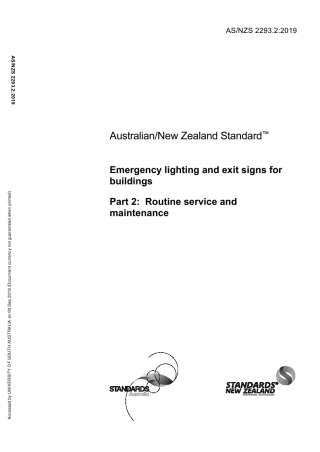 AS/NZS 2293.2:2019
AS/NZS 2293.2:2019
Australian/New Zealand Standard™
Emergency lighting and exit signs for
buildings
Part 2: Routine service and
maintenance
Accessed by UNIVERSITY OF SOUTH AUSTRALIA on 09 Sep 2019 (Document currency not guaranteed when printed)
STANDARDS
Australia
STANDARDS
NEW ZEALAND